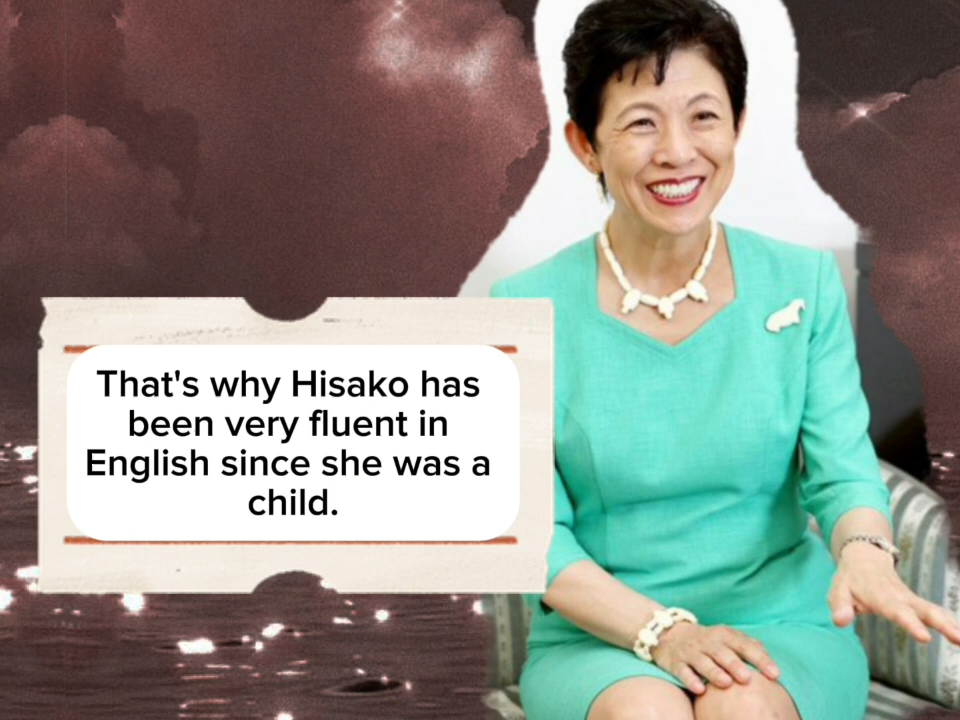 That's why Hisako has
been very fluent in
English since she was a
child.